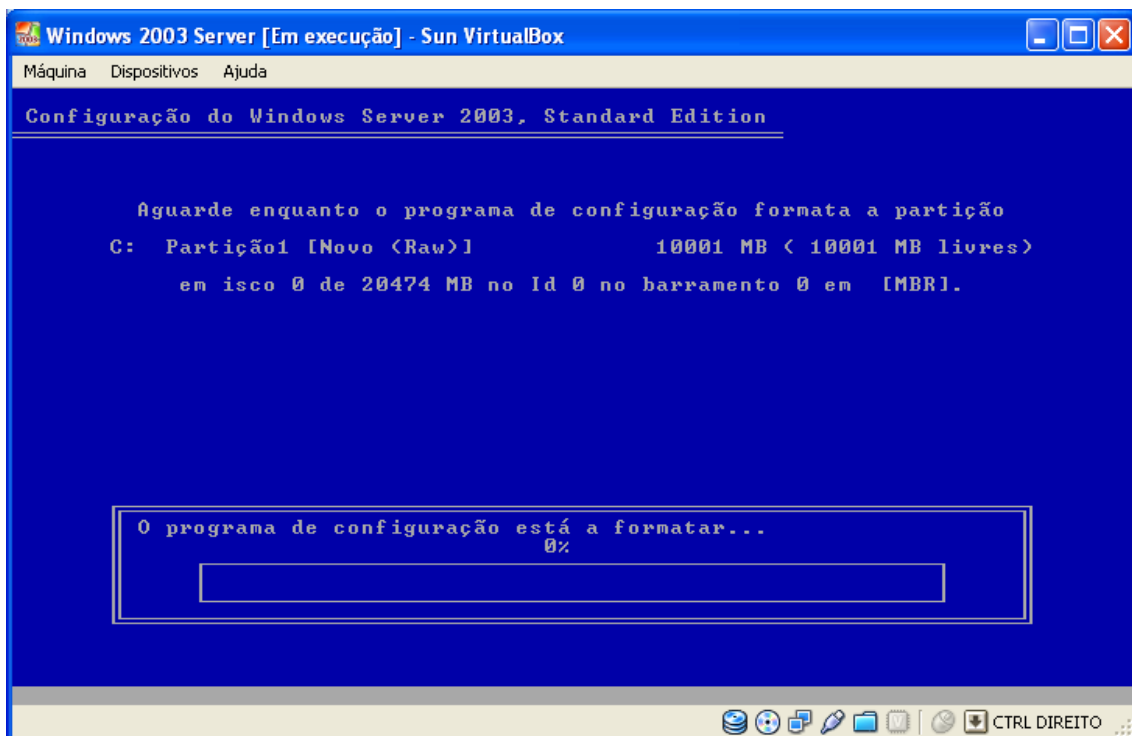 Windows 2003 Server [Em execução] - Sun VirtualBox
Máquina Dispositivos Ajuda
Configuração do Windows Server 2003, Standard Edition
Aguarde enquanto o programa de configuração formata a partição
C: Partição1 [Novo (Raw)] 10001 MB ( 10001 MB livres)
em isco 0 de 20474 MB no Id 0 no barramento 0 em [MBR].
O programa de configuração está a formatar...
0%
CTRL DIREITO